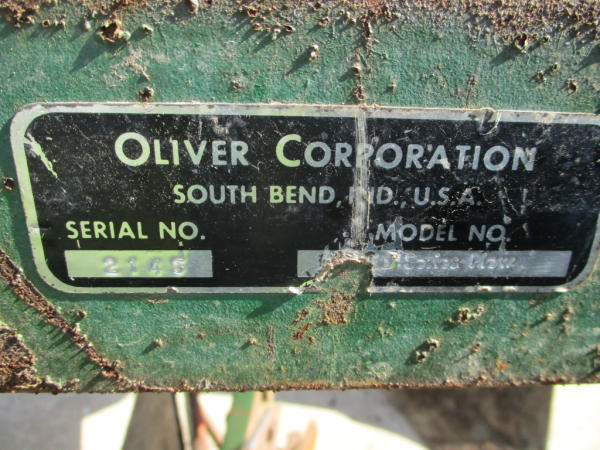 OLIVER CORPORATION
SOUTH BEND, IND., U.S.A.
SERIAL NO. MODEL NO.